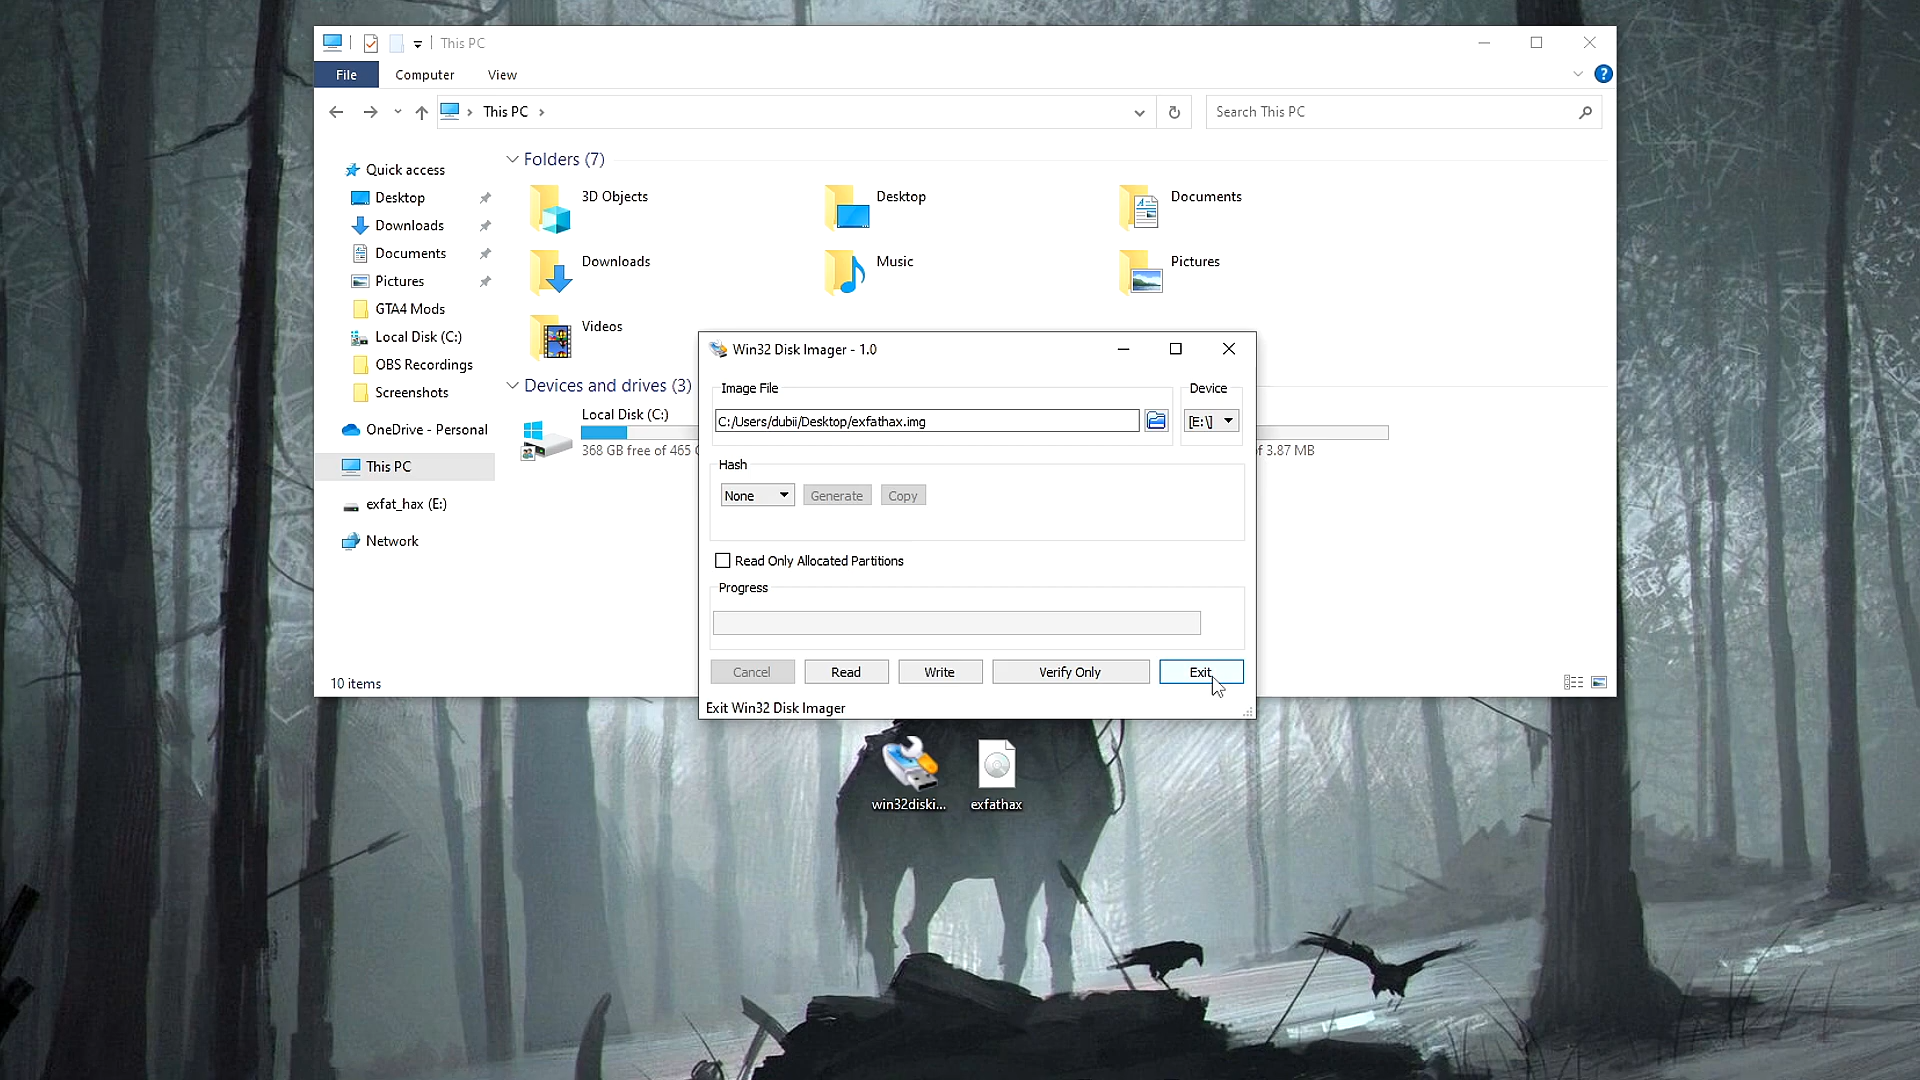 This PC
File
Computer
View
This PC
Search This PC
Quick access
Desktop
Downloads
Documents
Pictures
GTA4 Mods
Local Disk (C:)
OBS Recordings
Screenshots
OneDrive - Personal
This PC
exfat_hax (E:)
Network
Folders (7)
3D Objects
Desktop
Documents
Downloads
Music
Pictures
Videos
Devices and drives (3)
Local Disk (C:)
368 GB free of 465
f 3.87 MB
10 items
Win32 Disk Imager - 1.0
Image File
Device
C:/Users/dubii/Desktop/exfathax.img
[E:\]
Hash
None
Generate
Copy
Read Only Allocated Partitions
Progress
Cancel
Read
Write
Verify Only
Exit
Exit Win32 Disk Imager
win32diski...
exfathax